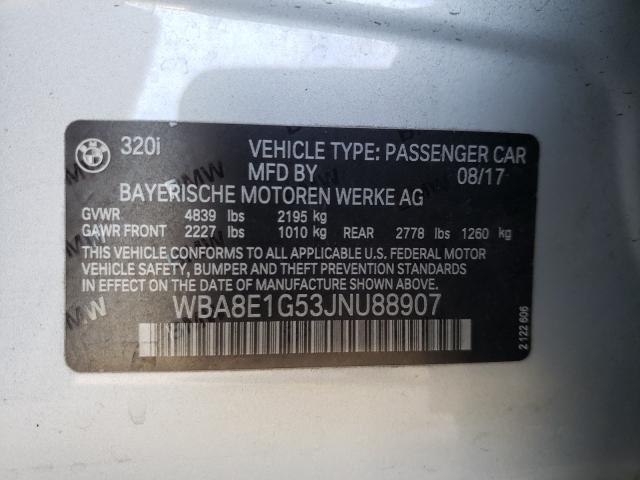 320i VEHICLE TYPE: PASSENGER CAR
MFD BY 08/17
BAYERISCHE MOTOREN WERKE AG
GVWR 4839 lbs 2195 kg
GAWR FRONT 2227 lbs 1010 kg REAR 2778 lbs 1260 kg
THIS VEHICLE CONFORMS TO ALL APPLICABLE U.S. FEDERAL MOTOR
VEHICLE SAFETY, BUMPER AND THEFT PREVENTION STANDARDS
IN EFFECT ON THE DATE OF MANUFACTURE SHOWN ABOVE.
WBA8E1G53JNU88907
2 122 606
BMW